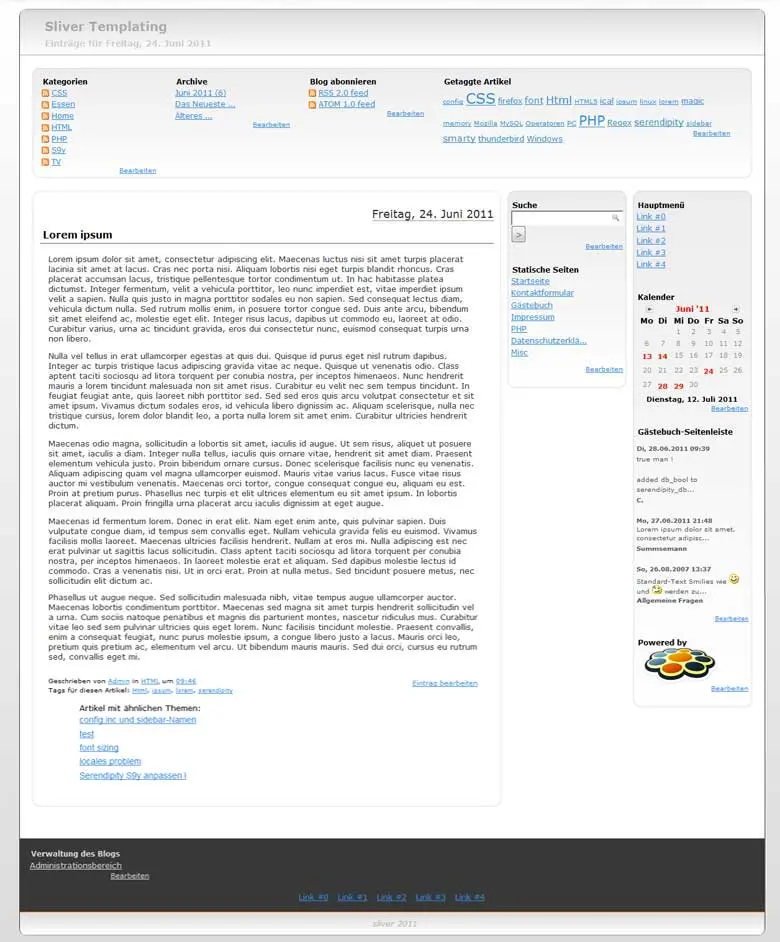 Sliver Templating
Einträge für Freitag, 24. Juni 2011
Kategorien
CSS
Essen
Home
HTML
PHP
S9y
TV
Bearbeiten
Archive
Juni 2011 (6)
Das Neueste ...
Älteres ...
Bearbeiten
Blog abonnieren
RSS 2.0 feed
ATOM 1.0 feed
Bearbeiten
Getaggte Artikel
config CSS firefox font Html HTML5 ical ipsum linux lorem magic
memory Mozilla MySQL Operatoren PC PHP Regex serendipity sidebar
smarty thunderbird Windows
Bearbeiten
Freitag, 24. Juni 2011
Lorem ipsum
Lorem ipsum dolor sit amet, consectetur adipiscing elit. Maecenas luctus nisi sit amet turpis placerat
lacinia sit amet at lacus. Cras nec porta nisi. Aliquam lobortis nisi eget turpis blandit rhoncus. Cras
placerat accumsan lacus, tristique pellentesque tortor condimentum ut. In hac habitasse platea
dictumst. Integer fermentum, velit a vehicula porttitor, leo nunc imperdiet est, vitae imperdiet ipsum
velit a sapien. Nulla quis justo in magna porttitor sodales eu non sapien. Sed consequat lectus diam,
vehicula dictum nulla. Sed rutrum mollis enim, in posuere tortor congue sed. Duis ante arcu, bibendum
sit amet eleifend ac, molestie eget elit. Integer risus lacus, dapibus ut commodo eu, laoreet at odio.
Curabitur varius, urna ac tincidunt gravida, eros dui consectetur nunc, euismod consequat turpis urna
non libero.
Nulla vel tellus in erat ullamcorper egestas at quis dui. Quisque id purus eget nisl rutrum dapibus.
Integer ac turpis tristique lacus adipiscing gravida vitae ac neque. Quisque ut venenatis odio. Class
aptent taciti sociosqu ad litora torquent per conubia nostra, per inceptos himenaeos. Nunc hendrerit
mauris a lorem tincidunt malesuada non sit amet risus. Curabitur eu velit nec sem tempus tincidunt. In
feugiat feugiat ante, quis laoreet nibh porttitor sed. Sed sed eros quis arcu volutpat consectetur et sit
amet ipsum. Vivamus dictum sodales eros, id vehicula libero dignissim ac. Aliquam scelerisque, nulla nec
tristique cursus, lorem dolor blandit leo, a porta nulla lorem sit amet enim. Curabitur ultricies hendrerit
dictum.
Maecenas odio magna, sollicitudin a lobortis sit amet, iaculis id augue. Ut sem risus, aliquet ut posuere
sit amet, iaculis a diam. Integer nulla tellus, iaculis quis ornare vitae, hendrerit sit amet diam. Praesent
elementum vehicula justo. Proin bibendum ornare cursus. Donec scelerisque facilisis nunc eu venenatis.
Aliquam adipiscing quam vel magna ullamcorper euismod. Mauris vitae varius lacus. Fusce vitae risus
auctor mi vestibulum venenatis. Maecenas orci tortor, congue consequat congue eu, aliquam eu est.
Proin at pretium purus. Phasellus nec turpis et elit ultrices elementum eu sit amet ipsum. In lobortis
placerat aliquam. Proin fringilla urna placerat arcu iaculis dignissim at eget augue.
Maecenas id fermentum lorem. Donec in erat elit. Nam eget enim ante, quis pulvinar sapien. Duis
vulputate congue diam, id tempus sem convallis eget. Nullam vehicula gravida felis eu euismod. Vivamus
facilisis mollis laoreet. Maecenas ultricies facilisis hendrerit. Nullam at eros mi. Nulla adipiscing est nec
erat pulvinar ut sagittis lacus sollicitudin. Class aptent taciti sociosqu ad litora torquent per conubia
nostra, per inceptos himenaeos. In laoreet molestie erat et aliquam. Sed dapibus molestie lectus id
commodo. Cras a venenatis nisi. Ut in orci erat. Proin at nulla metus. Sed tincidunt posuere metus, nec
sollicitudin elit dictum ac.
Phasellus ut augue neque. Sed sollicitudin malesuada nibh, vitae tempus augue ullamcorper auctor.
Maecenas lobortis condimentum porttitor. Maecenas sed magna sit amet turpis hendrerit sollicitudin vel
a urna. Cum sociis natoque penatibus et magnis dis parturient montes, nascetur ridiculus mus. Curabitur
vitae leo sed sem pulvinar iaculis quis eget lorem. Nunc facilisis tincidunt molestie. Praesent convallis,
enim a consequat feugiat, nunc purus molestie ipsum, a congue libero justo a lacus. Mauris orci leo,
pretium quis pretium ac, elementum vel arcu. Ut bibendum mauris mauris. Sed dui orci, cursus eu rutrum
sed, convallis eget mi.
Geschrieben von Admin in HTML um 09:46
Tags für diesen Artikel: Html, ipsum, lorem, serendipity
Eintrag bearbeiten
Artikel mit ähnlichen Themen:
config.inc und sidebar-Namen
test
font sizing
locales problem
Serendipity S9y anpassen I
Suche
>
Bearbeiten
Statische Seiten
Startseite
Kontaktformular
Gästebuch
Impressum
PHP
Datenschutzerklä...
Misc
Bearbeiten
Hauptmenü
Link #0
Link #1
Link #2
Link #3
Link #4
Kalender
Juni '11
Mo Di Mi Do Fr Sa So
1 2 3 4 5
6 7 8 9 10 11 12
13 14 15 16 17 18 19
20 21 22 23 24 25 26
27 28 29 30
Dienstag, 12. Juli 2011
Bearbeiten
Gästebuch-Seitenleiste
Di, 28.06.2011 09:39
true man !
added db_bool to
serendipity_db...
C.
Mo, 27.06.2011 21:48
Lorem ipsum dolor sit amet,
consectetur adipisc...
Summsemann
So, 26.08.2007 13:37
Standard-Text Smilies wie
und werden zu...
Allgemeine Fragen
Bearbeiten
Powered by
Bearbeiten
Verwaltung des Blogs
Administrationsbereich
Bearbeiten
Link #0 Link #1 Link #2 Link #3 Link #4
sliver 2011